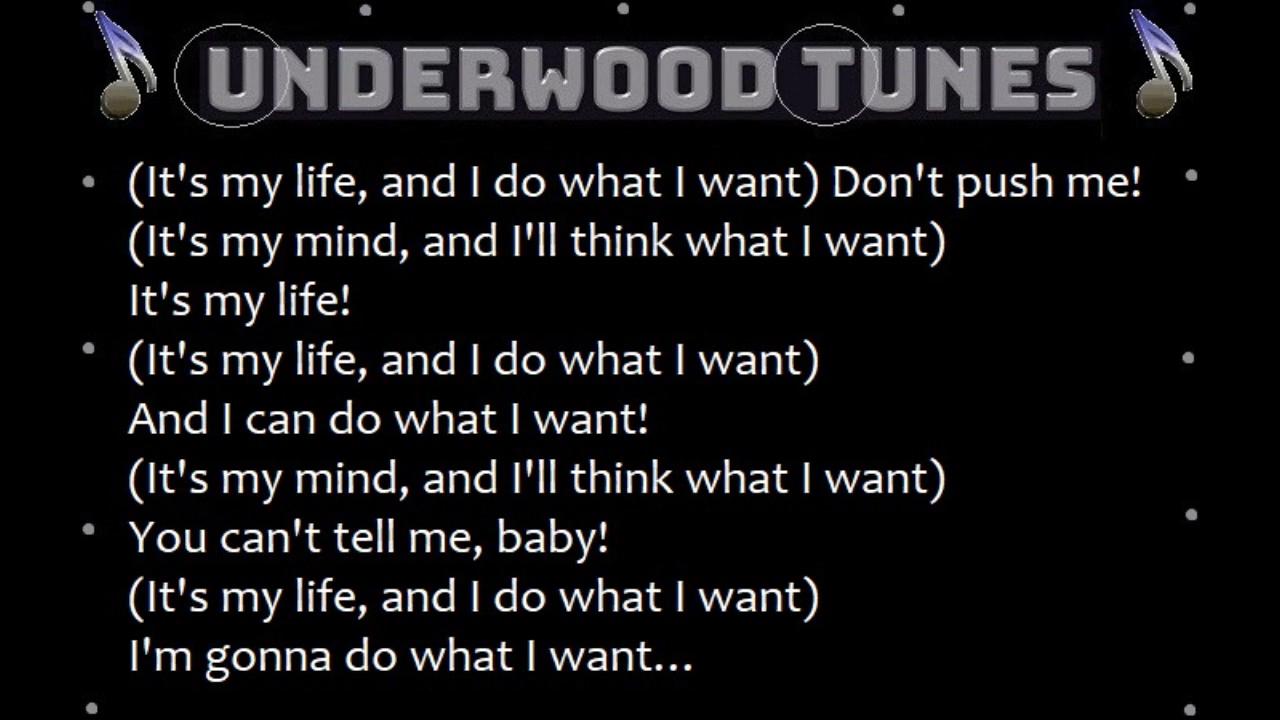 UNDERWOOD TUNES
(It's my life, and I do what I want) Don't push me!
(It's my mind, and I'll think what I want)
It's my life!
(It's my life, and I do what I want)
And I can do what I want!
(It's my mind, and I'll think what I want)
You can't tell me, baby!
(It's my life, and I do what I want)
I'm gonna do what I want...